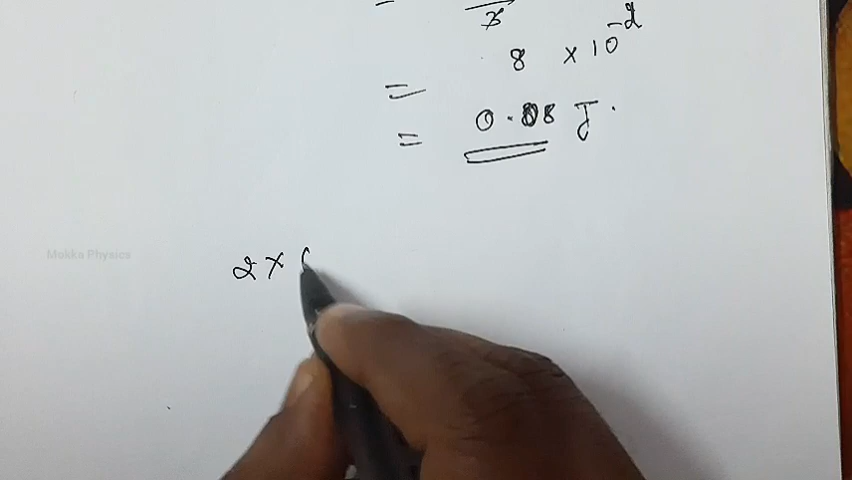 =
8 × 10⁻²
=
= 0.08 J.
Mokka Physics
2 ×